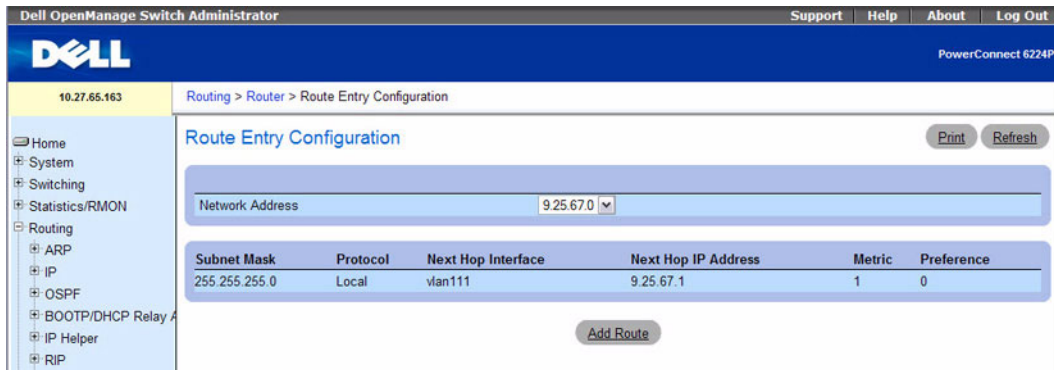 Dell OpenManage Switch Administrator
Support Help About Log Out
DELL
PowerConnect 6224P
10.27.65.163
Routing > Router > Route Entry Configuration
Home
System
Switching
Statistics/RMON
Routing
ARP
IP
OSPF
BOOTP/DHCP Relay A
IP Helper
RIP
Route Entry Configuration
Print Refresh
Network Address 9.25.67.0
Subnet Mask Protocol Next Hop Interface Next Hop IP Address Metric Preference
255.255.255.0 Local vlan111 9.25.67.1 1 0
Add Route